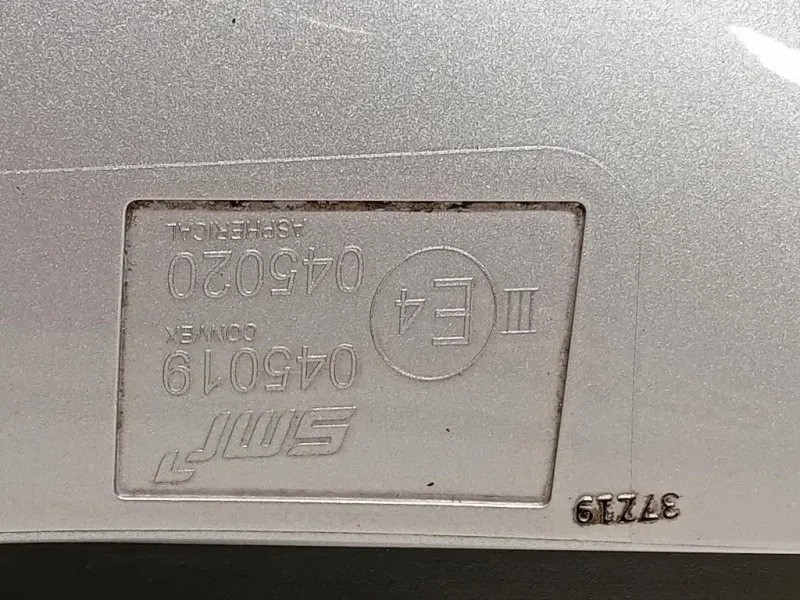 37219
smr
045019
CONVEX
III E4
045020
ASPHERICAL